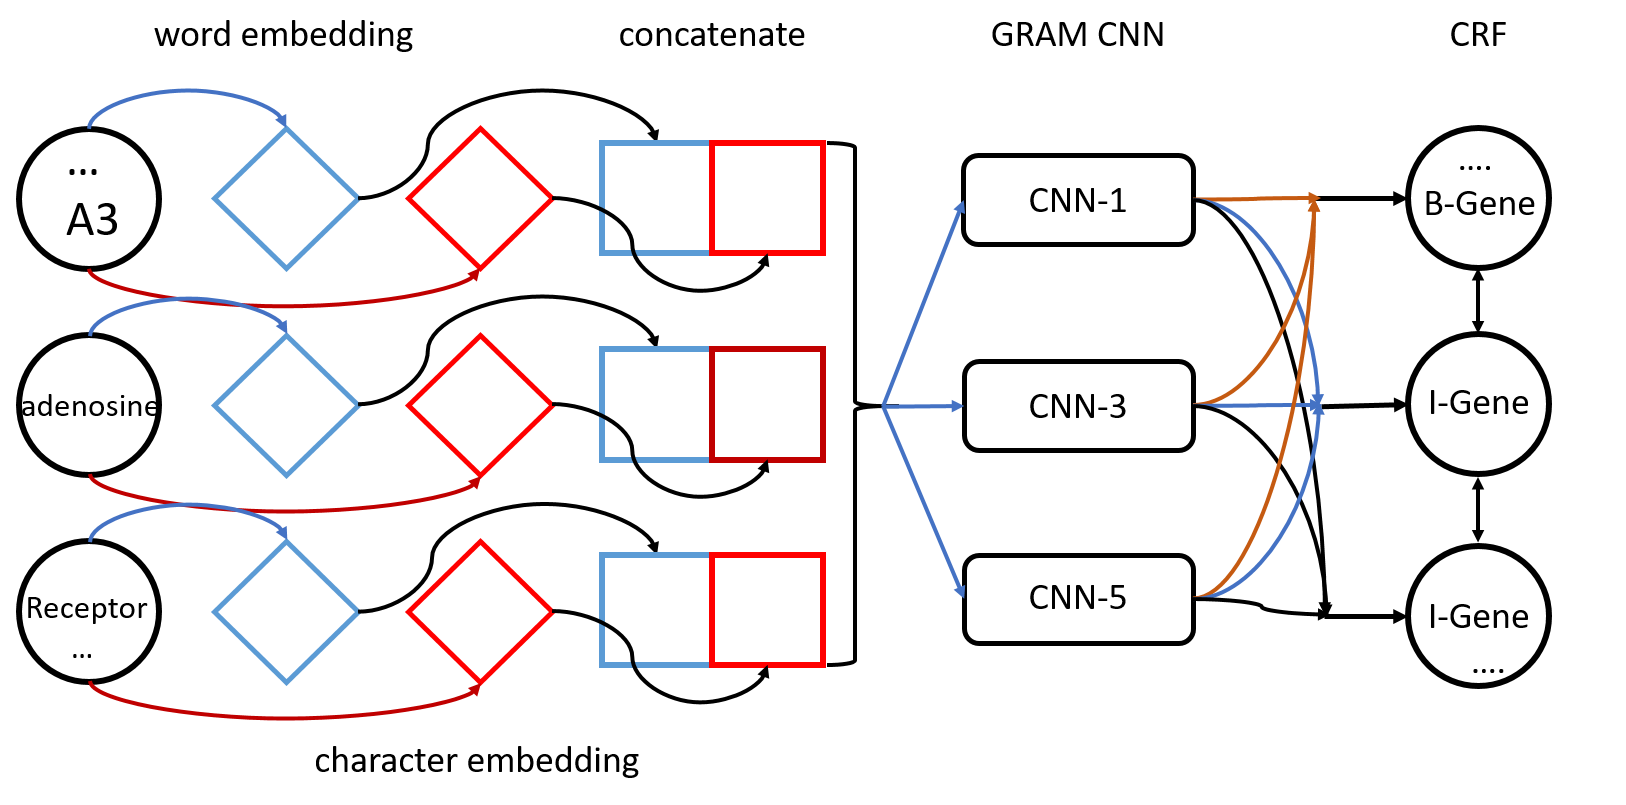 word embedding
concatenate
GRAM CNN
CRF
...
A3
adenosine
Receptor
...
CNN-1
CNN-3
CNN-5
....
B-Gene
I-Gene
I-Gene
....
character embedding